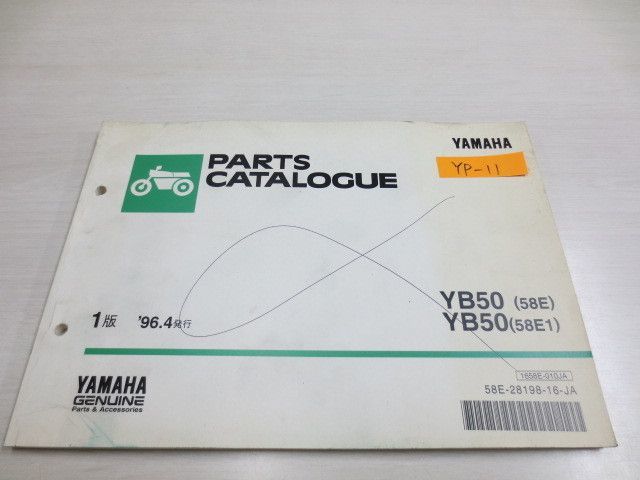 YAMAHA
YP-11
PARTS
CATALOGUE
YB50 (58E)
YB50 (58E1)
1版 '96.4発行
1658E-010JA
58E-28198-16-JA
YAMAHA
GENUINE
Parts & Accessories